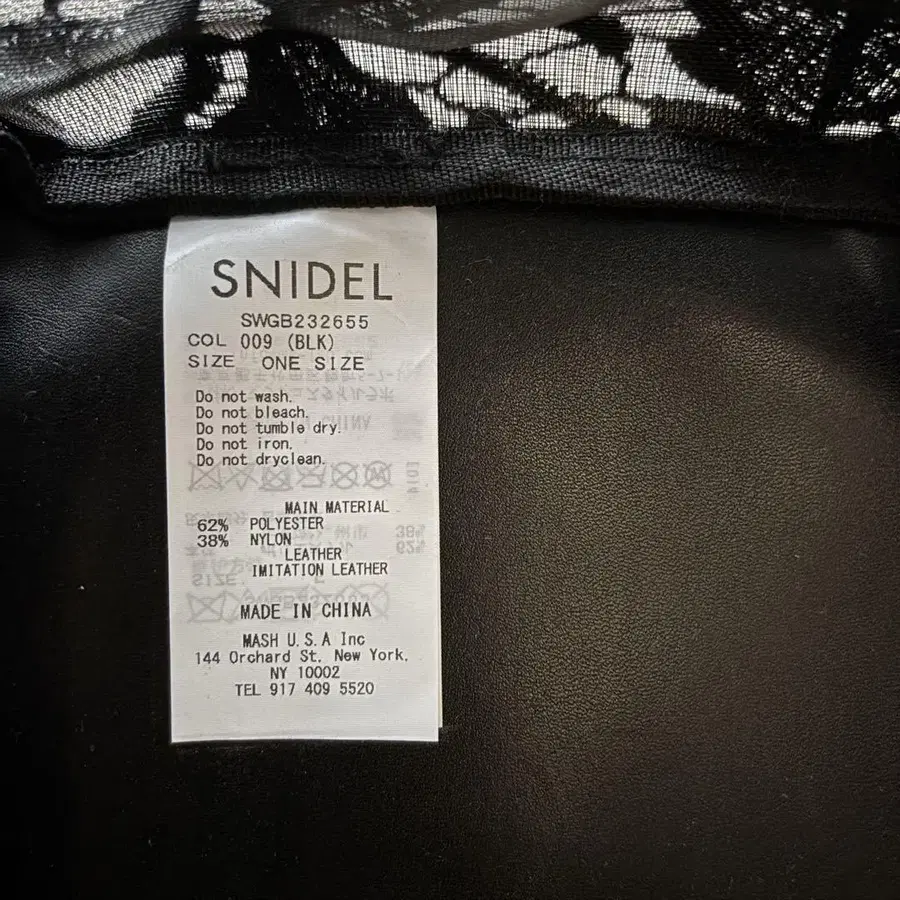 SNIDEL
SWGB232655
COL 009 (BLK)
SIZE ONE SIZE
Do not wash.
Do not bleach.
Do not tumble dry.
Do not iron.
Do not dryclean.
MAIN MATERIAL
62% POLYESTER
38% NYLON
LEATHER
IMITATION LEATHER
MADE IN CHINA
MASH U.S.A Inc
144 Orchard St. New York,
NY 10002
TEL 917 409 5520